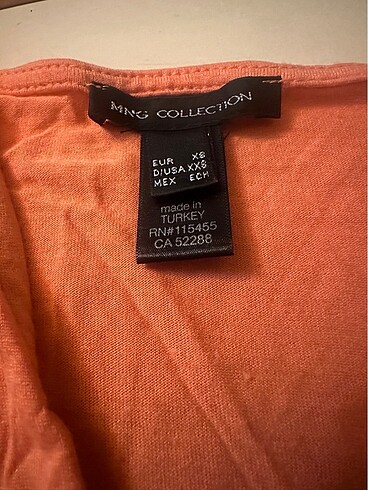 MNG COLLECTION
EUR XS
D/USA XXS
MEX ECH
made in
TURKEY
RN#115455
CA 52288